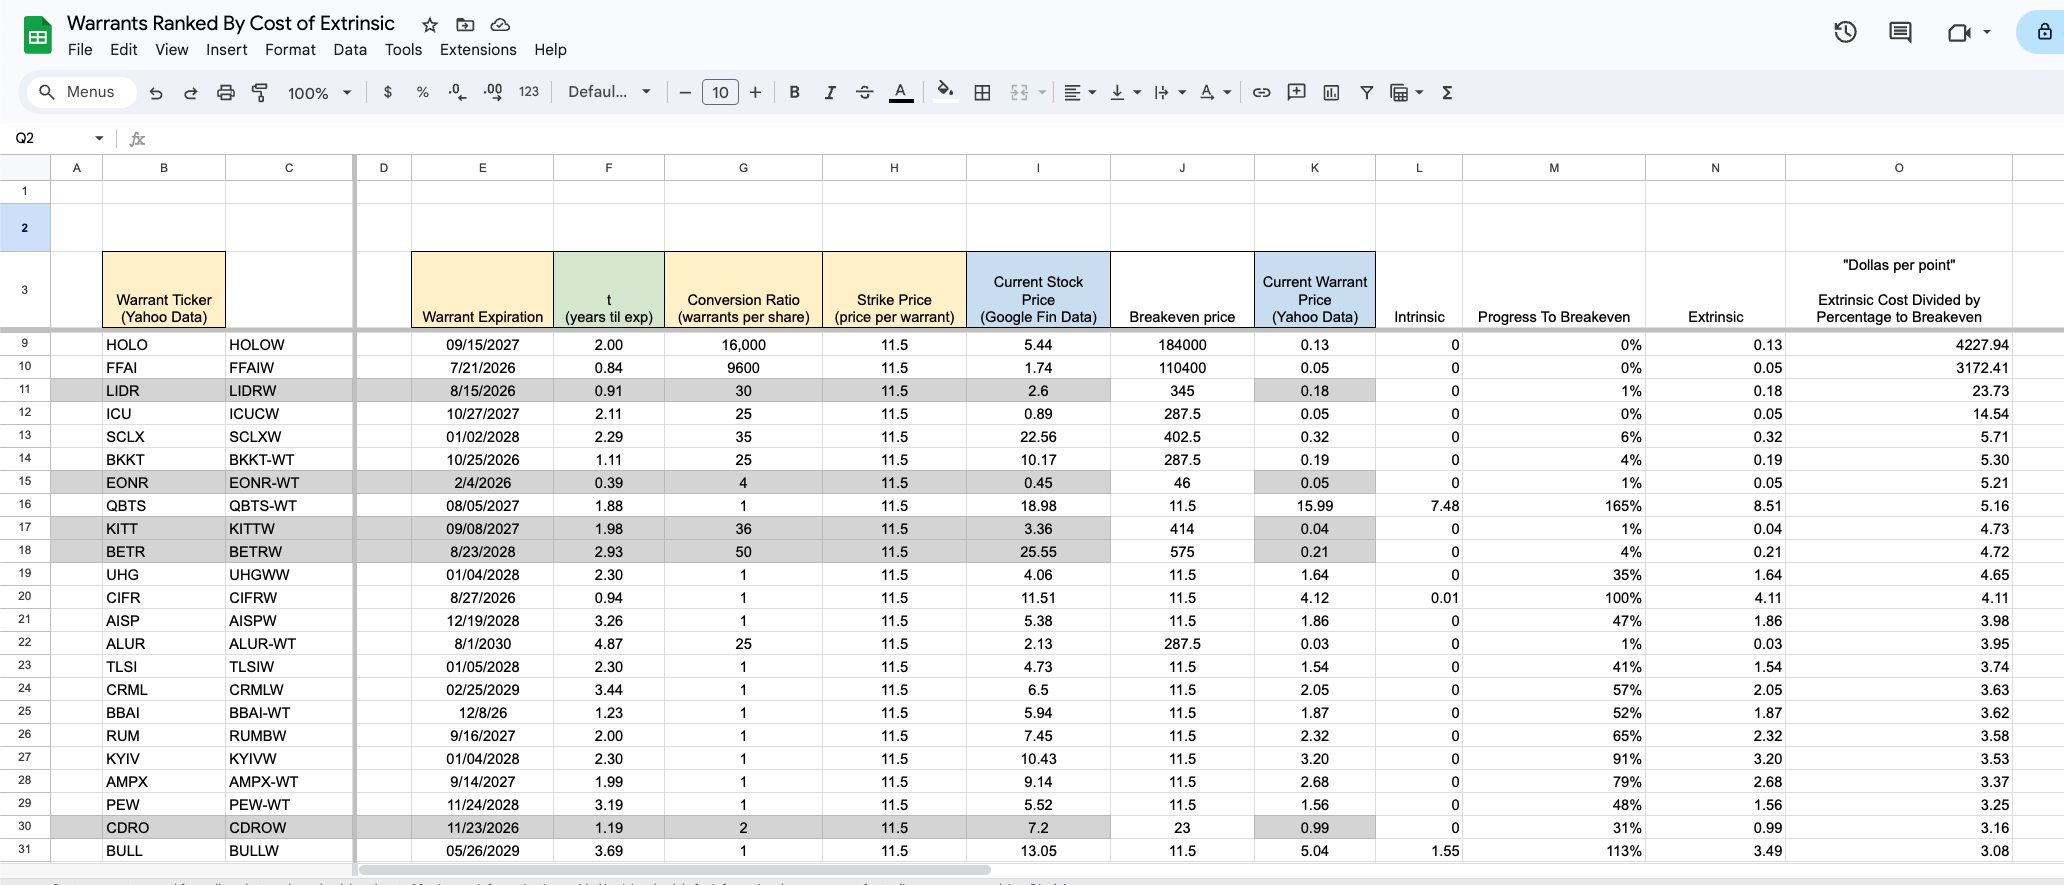 Warrants Ranked By Cost of Extrinsic
File Edit View Insert Format Data Tools Extensions Help
Menus 100% $ % .0 .00 123 Defaul... − 10 + B I S A Σ
Q2 fx
A B C D E F G H I J K L M N O
1
2
3 Warrant Ticker (Yahoo Data) Warrant Expiration t (years til exp) Conversion Ratio (warrants per share) Strike Price (price per warrant) Current Stock Price (Google Fin Data) Breakeven price Current Warrant Price (Yahoo Data) Intrinsic Progress To Breakeven Extrinsic "Dollas per point" Extrinsic Cost Divided by Percentage to Breakeven
9 HOLO HOLOW 09/15/2027 2.00 16,000 11.5 5.44 184000 0.13 0 0% 0.13 4227.94
10 FFAI FFAIW 7/21/2026 0.84 9600 11.5 1.74 110400 0.05 0 0% 0.05 3172.41
11 LIDR LIDRW 8/15/2026 0.91 30 11.5 2.6 345 0.18 0 1% 0.18 23.73
12 ICU ICUCW 10/27/2027 2.11 25 11.5 0.89 287.5 0.05 0 0% 0.05 14.54
13 SCLX SCLXW 01/02/2028 2.29 35 11.5 22.56 402.5 0.32 0 6% 0.32 5.71
14 BKKT BKKT-WT 10/25/2026 1.11 25 11.5 10.17 287.5 0.19 0 4% 0.19 5.30
15 EONR EONR-WT 2/4/2026 0.39 4 11.5 0.45 46 0.05 0 1% 0.05 5.21
16 QBTS QBTS-WT 08/05/2027 1.88 1 11.5 18.98 11.5 15.99 7.48 165% 8.51 5.16
17 KITT KITTW 09/08/2027 1.98 36 11.5 3.36 414 0.04 0 1% 0.04 4.73
18 BETR BETRW 8/23/2028 2.93 50 11.5 25.55 575 0.21 0 4% 0.21 4.72
19 UHG UHGWW 01/04/2028 2.30 1 11.5 4.06 11.5 1.64 0 35% 1.64 4.65
20 CIFR CIFRW 8/27/2026 0.94 1 11.5 11.51 11.5 4.12 0.01 100% 4.11 4.11
21 AISP AISPW 12/19/2028 3.26 1 11.5 5.38 11.5 1.86 0 47% 1.86 3.98
22 ALUR ALUR-WT 8/1/2030 4.87 25 11.5 2.13 287.5 0.03 0 1% 0.03 3.95
23 TLSI TLSIW 01/05/2028 2.30 1 11.5 4.73 11.5 1.54 0 41% 1.54 3.74
24 CRML CRMLW 02/25/2029 3.44 1 11.5 6.5 11.5 2.05 0 57% 2.05 3.63
25 BBAI BBAI-WT 12/8/26 1.23 1 11.5 5.94 11.5 1.87 0 52% 1.87 3.62
26 RUM RUMBW 9/16/2027 2.00 1 11.5 7.45 11.5 2.32 0 65% 2.32 3.58
27 KYIV KYIVW 01/04/2028 2.30 1 11.5 10.43 11.5 3.20 0 91% 3.20 3.53
28 AMPX AMPX-WT 9/14/2027 1.99 1 11.5 9.14 11.5 2.68 0 79% 2.68 3.37
29 PEW PEW-WT 11/24/2028 3.19 1 11.5 5.52 11.5 1.56 0 48% 1.56 3.25
30 CDRO CDROW 11/23/2026 1.19 2 11.5 7.2 23 0.99 0 31% 0.99 3.16
31 BULL BULLW 05/26/2029 3.69 1 11.5 13.05 11.5 5.04 1.55 113% 3.49 3.08